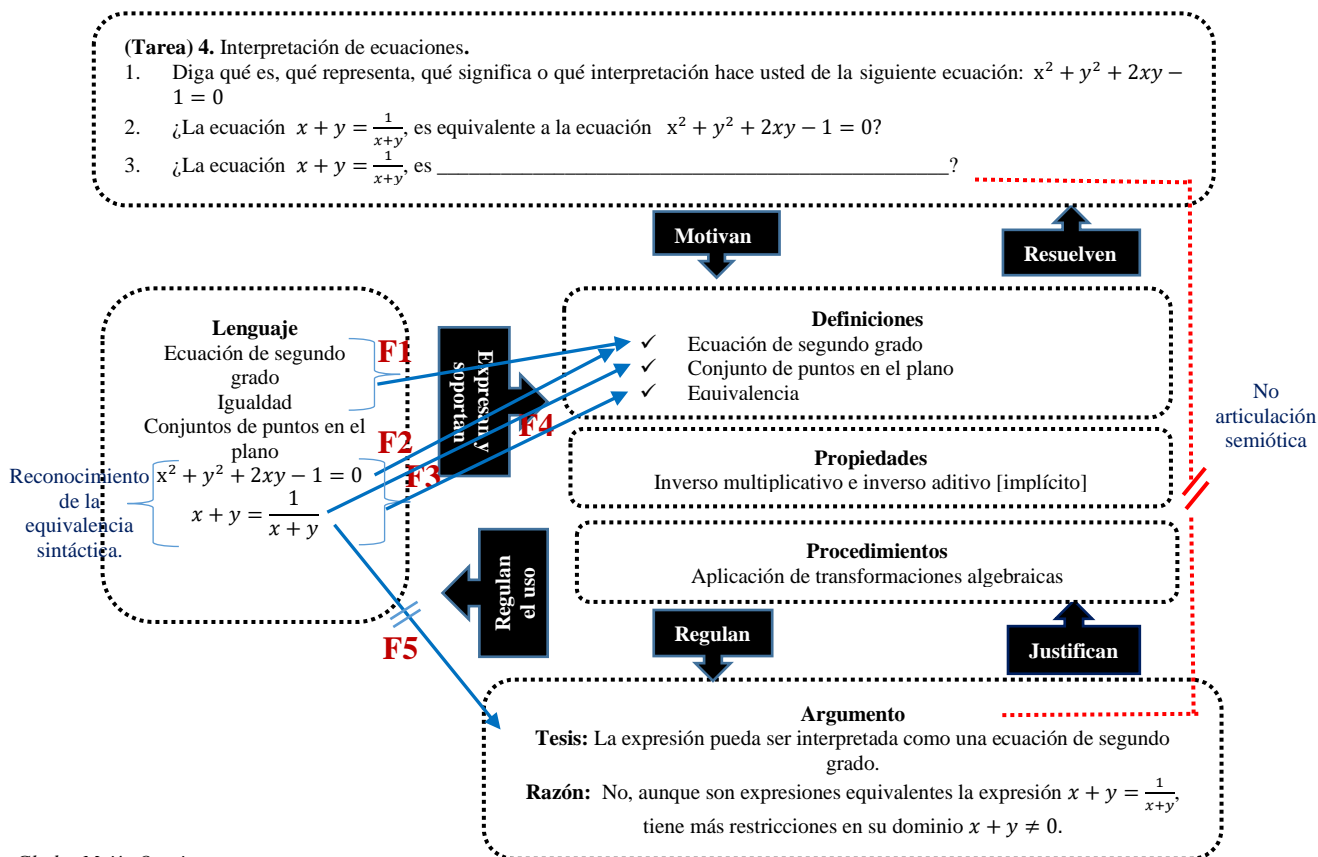 (Tarea) 4. Interpretación de ecuaciones.
1. Diga qué es, qué representa, qué significa o qué interpretación hace usted de la siguiente ecuación: x² + y² + 2xy −
1 = 0
2. ¿La ecuación x + y = 1/(x+y), es equivalente a la ecuación x² + y² + 2xy − 1 = 0?
3. ¿La ecuación x + y = 1/(x+y), es ______________________________________________?
Motivan
Resuelven
Lenguaje
Ecuación de segundo
grado
Igualdad
Conjuntos de puntos en el
plano
x² + y² + 2xy − 1 = 0
x + y = 1/(x + y)
Reconocimiento
de la
equivalencia
sintáctica.
F1
F2
F3
F4
F5
Expresan y
soportan
Definiciones
✓ Ecuación de segundo grado
✓ Conjunto de puntos en el plano
✓ Equivalencia
No
articulación
semiótica
Propiedades
Inverso multiplicativo e inverso aditivo [implícito]
Procedimientos
Aplicación de transformaciones algebraicas
Regulan
el uso
Regulan
Justifican
Argumento
Tesis: La expresión pueda ser interpretada como una ecuación de segundo
grado.
Razón: No, aunque son expresiones equivalentes la expresión x + y = 1/(x+y),
tiene más restricciones en su dominio x + y ≠ 0.